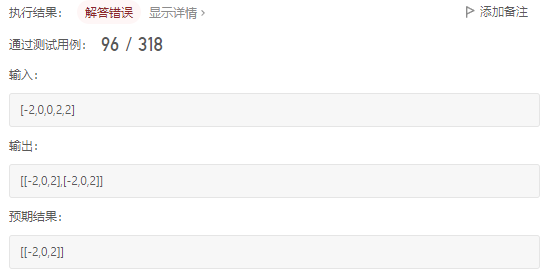 执行结果： 解答错误 显示详情 › 添加备注
通过测试用例： 96 / 318
输入：
[-2,0,0,2,2]
输出：
[[-2,0,2],[-2,0,2]]
预期结果：
[[-2,0,2]]